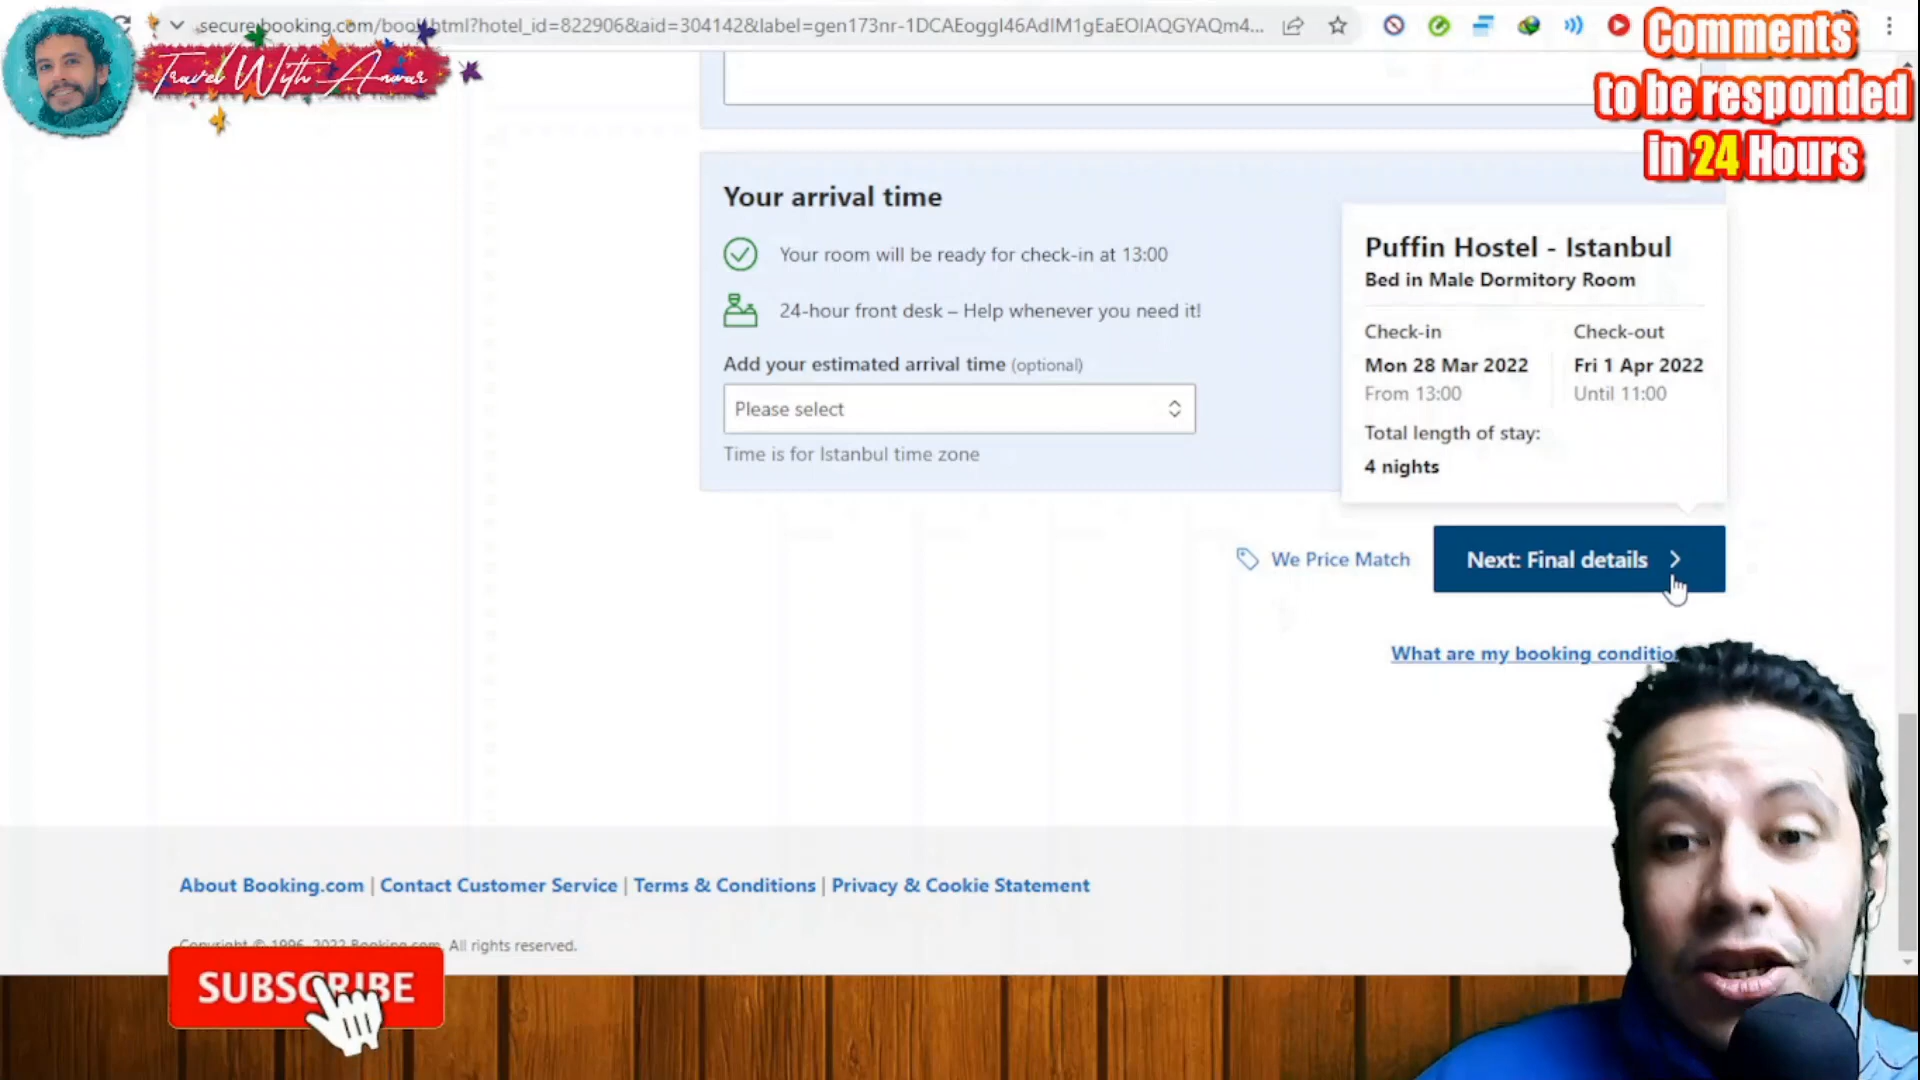 secure.booking.com/book.html?hotel_id=822906&aid=304142&label=gen173nr-1DCAEoggI46AdIM1gEaEOIAQGYAQm4...
Travel With Anwar
Comments
to be responded
in 24 Hours
Your arrival time
Your room will be ready for check-in at 13:00
24-hour front desk – Help whenever you need it!
Add your estimated arrival time (optional)
Please select
Time is for Istanbul time zone
Puffin Hostel - Istanbul
Bed in Male Dormitory Room
Check-in
Check-out
Mon 28 Mar 2022
Fri 1 Apr 2022
From 13:00
Until 11:00
Total length of stay:
4 nights
We Price Match
Next: Final details
What are my booking conditio
About Booking.com | Contact Customer Service | Terms & Conditions | Privacy & Cookie Statement
Copyright © 1996-2022 Booking.com. All rights reserved.
SUBSCRIBE